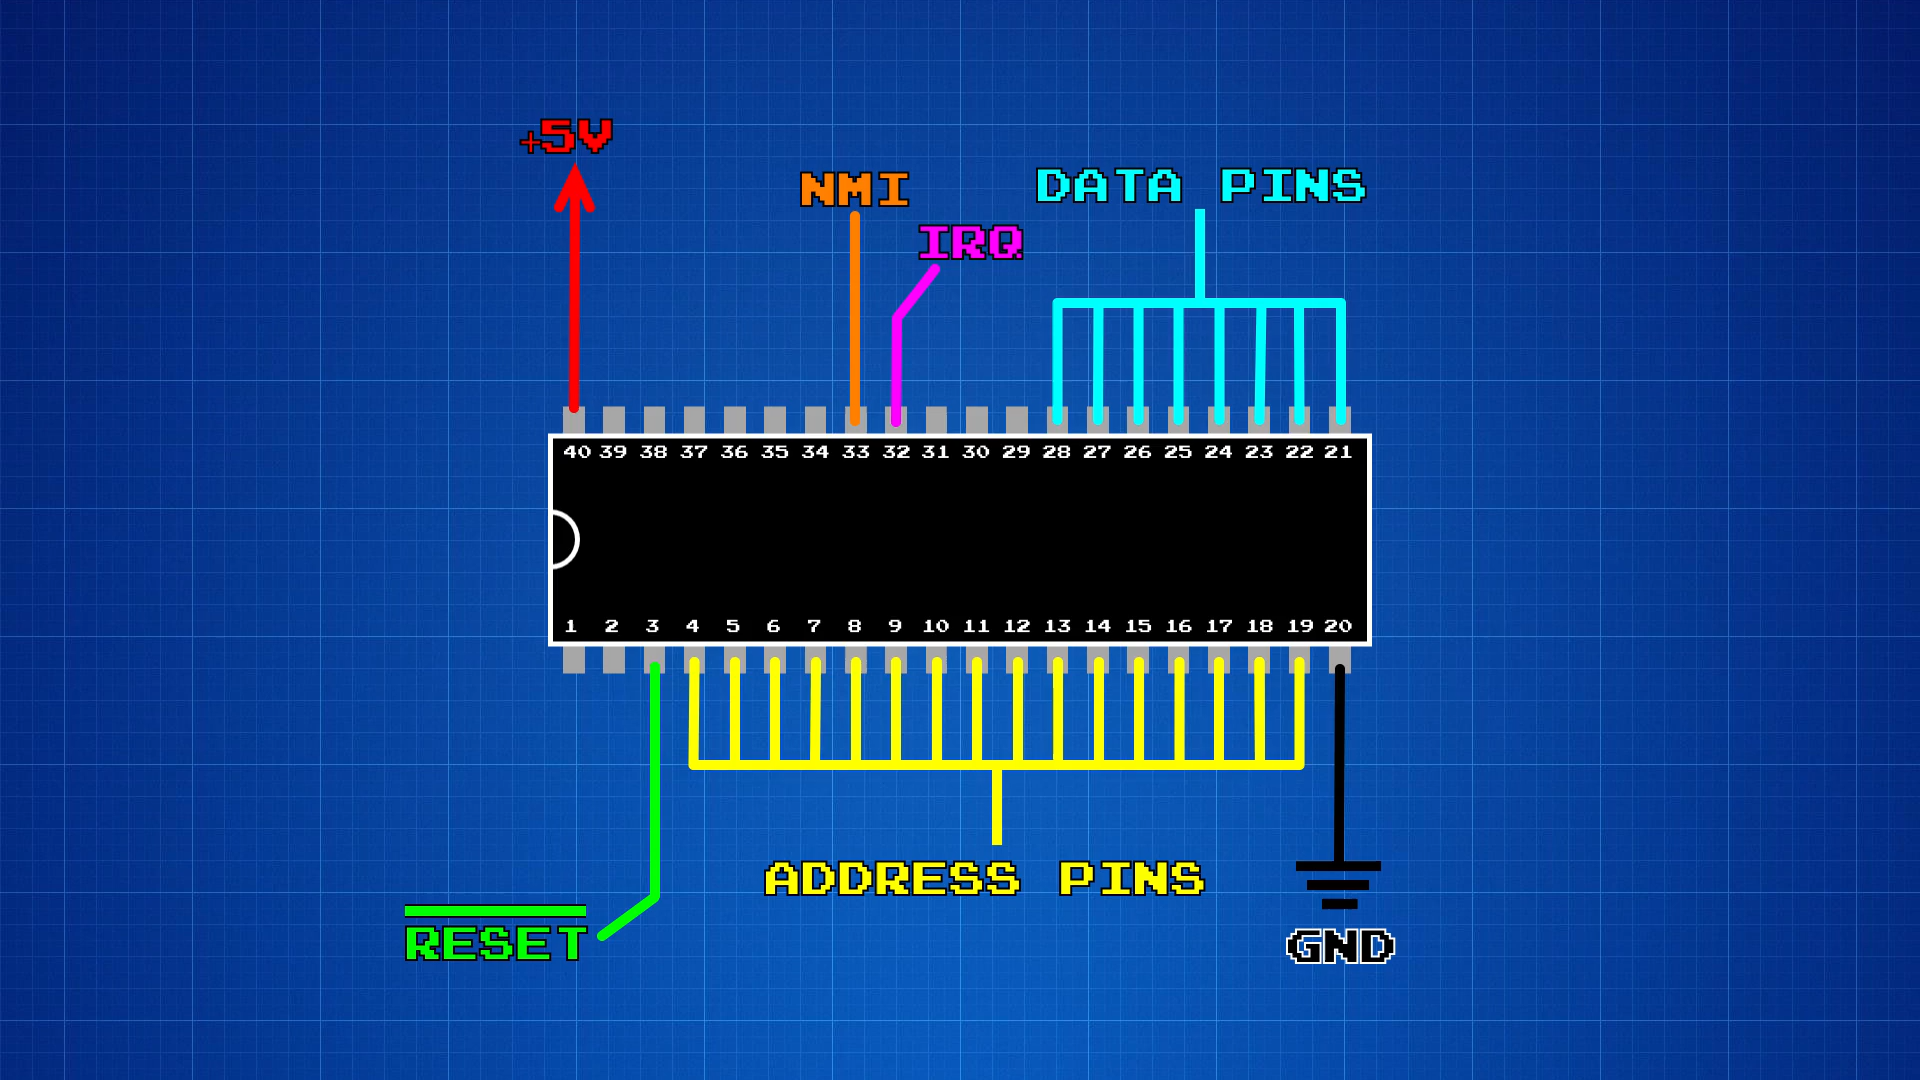 +5V
NMI
DATA PINS
IRQ
40 39 38 37 36 35 34 33 32 31 30 29 28 27 26 25 24 23 22 21
1 2 3 4 5 6 7 8 9 10 11 12 13 14 15 16 17 18 19 20
ADDRESS PINS
RESET
GND